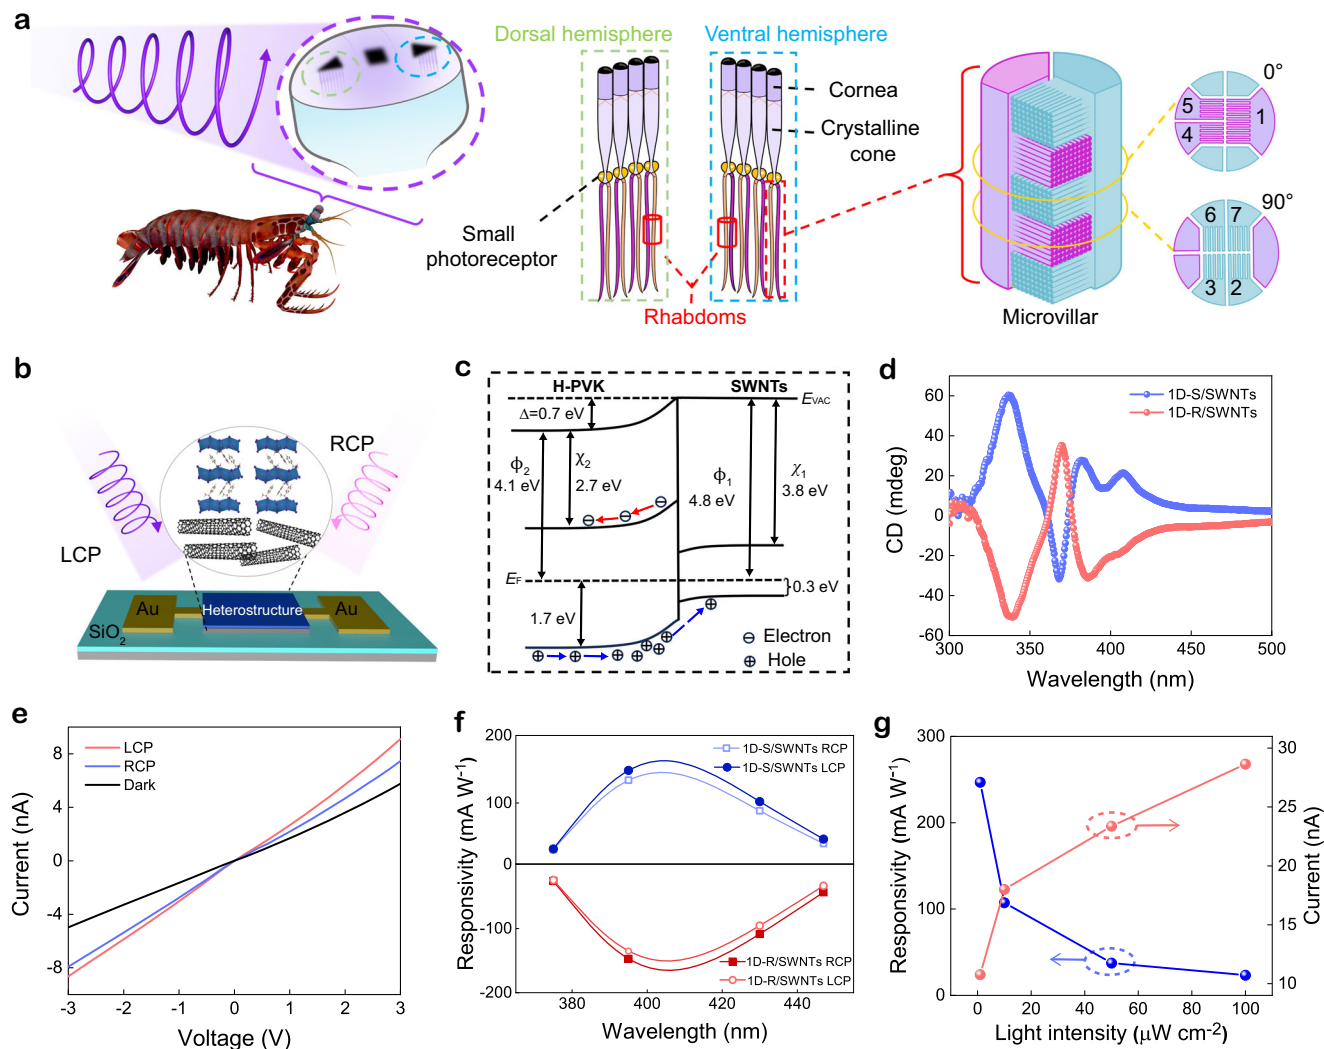 a
Dorsal hemisphere
Ventral hemisphere
Cornea
Crystalline
cone
Small
photoreceptor
Rhabdoms
Microvillar
0°
5
4
1
90°
6
7
3
2
b
RCP
LCP
Au
Heterostructure
Au
SiO2
c
H-PVK
SWNTs
EVAC
Δ=0.7 eV
ϕ2
4.1 eV
χ2
2.7 eV
ϕ1
4.8 eV
χ1
3.8 eV
EF
0.3 eV
1.7 eV
Electron
Hole
d
60
40
20
0
-20
-40
-60
CD (mdeg)
1D-S/SWNTs
1D-R/SWNTs
300
350
400
450
500
Wavelength (nm)
e
8
4
0
-4
-8
Current (nA)
LCP
RCP
Dark
-3
-2
-1
0
1
2
3
Voltage (V)
f
200
100
0
-100
-200
Responsivity (mA W⁻¹)
1D-S/SWNTs RCP
1D-S/SWNTs LCP
1D-R/SWNTs RCP
1D-R/SWNTs LCP
380
400
420
440
Wavelength (nm)
g
300
200
100
0
Responsivity (mA W⁻¹)
30
25
20
15
10
Current (nA)
0
20
40
60
80
100
Light intensity (μW cm⁻²)